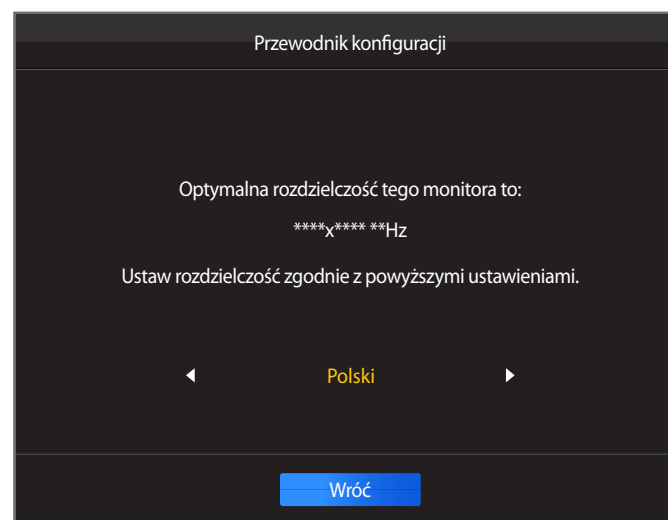 Przewodnik konfiguracji
Optymalna rozdzielczość tego monitora to:
****x**** **Hz
Ustaw rozdzielczość zgodnie z powyższymi ustawieniami.
Polski
Wróć